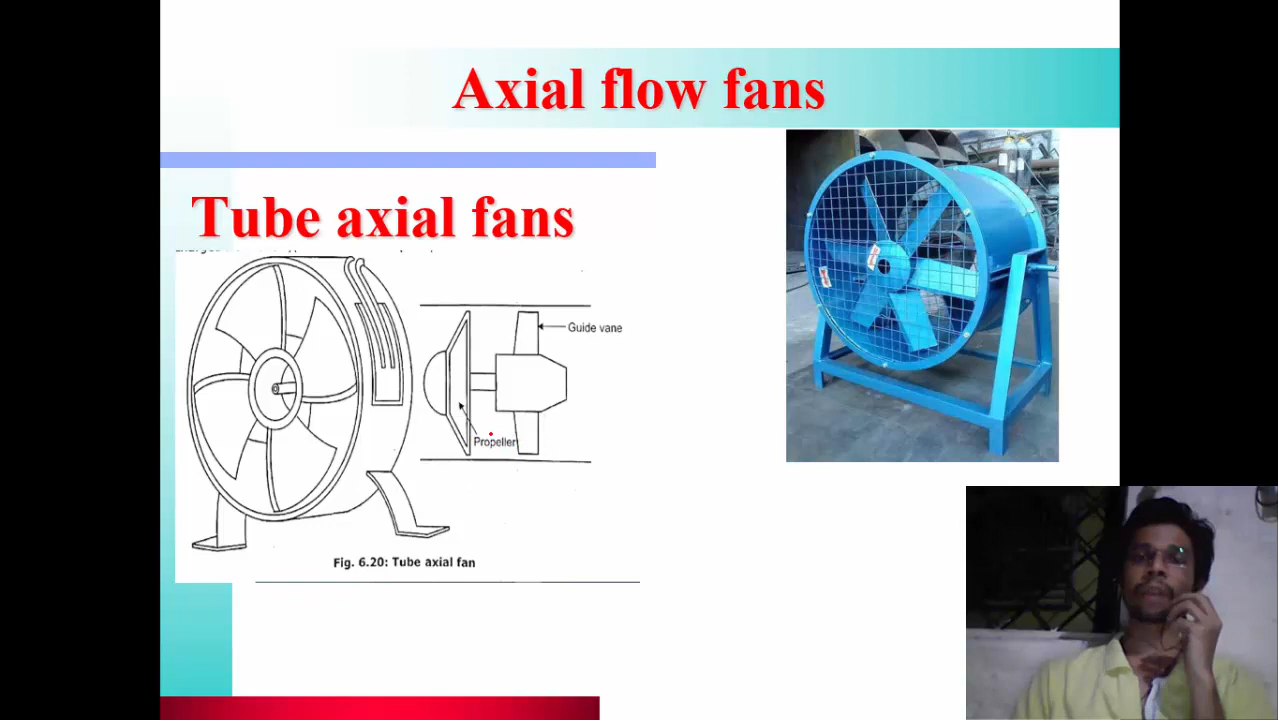 Axial flow fans
Tube axial fans
Guide vane
Propeller
Fig. 6.20: Tube axial fan